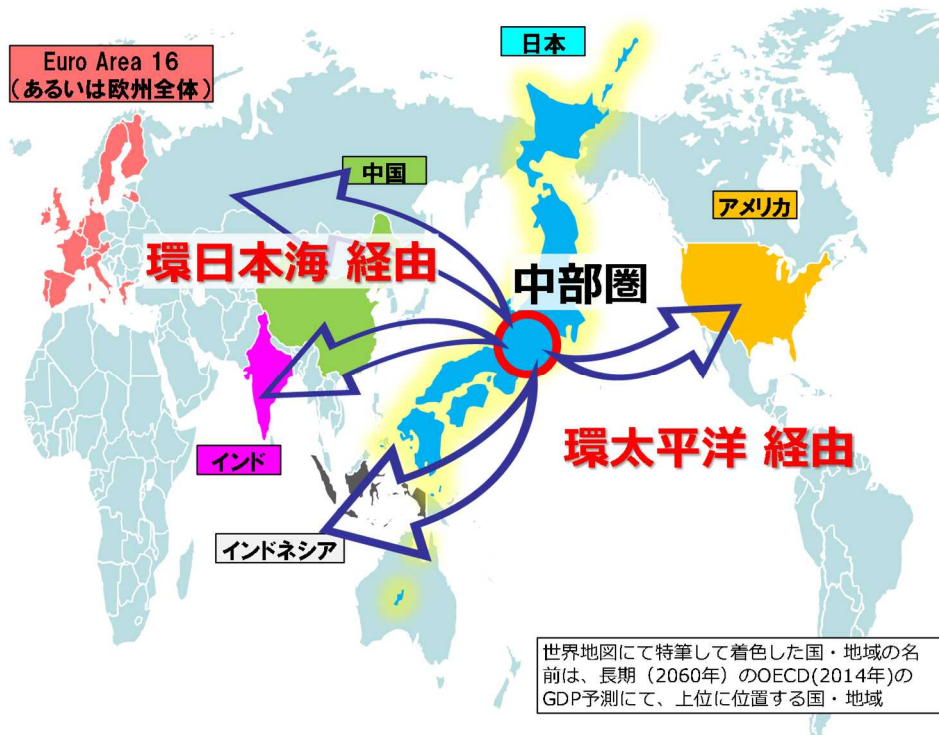 Euro Area 16
（あるいは欧州全体）
日本
中国
アメリカ
環日本海 経由
中部圏
環太平洋 経由
インド
インドネシア
世界地図にて特筆して着色した国・地域の名
前は、長期（2060年）のOECD(2014年)の
GDP予測にて、上位に位置する国・地域